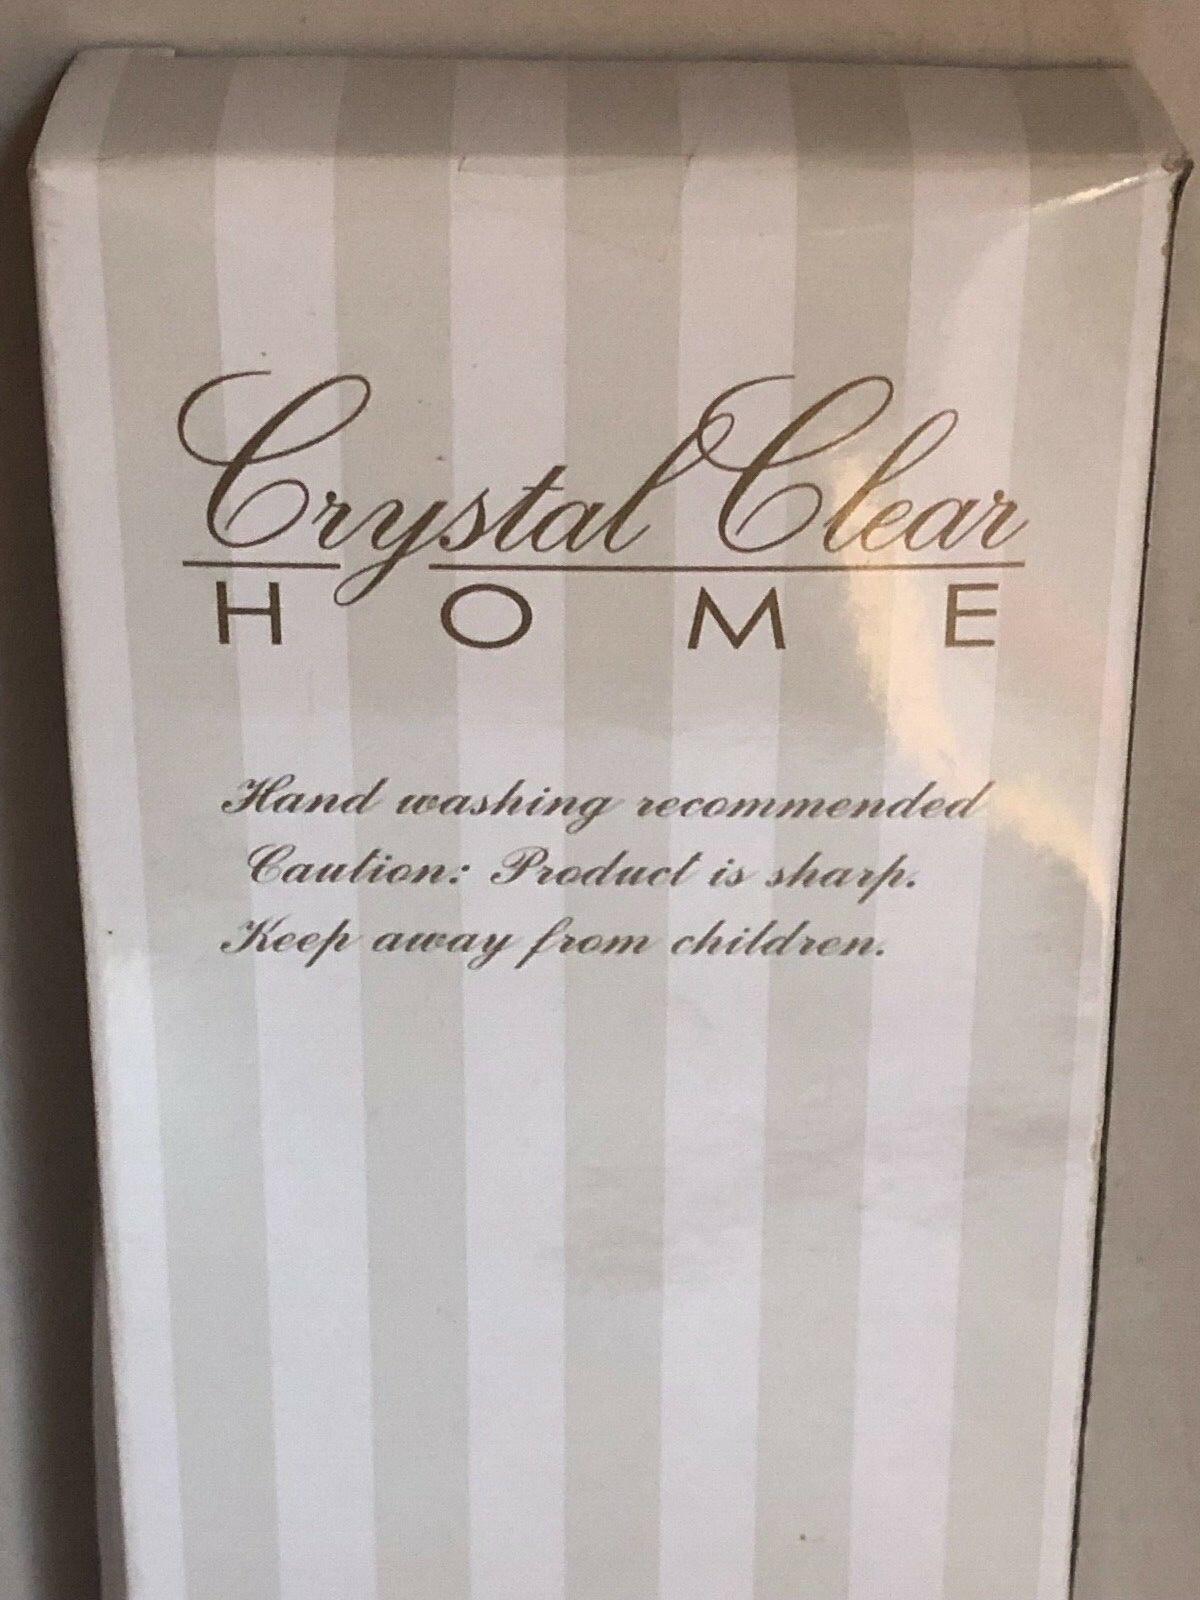 Crystal Clear
HOME
Hand washing recommended
Caution: Product is sharp.
Keep away from children.